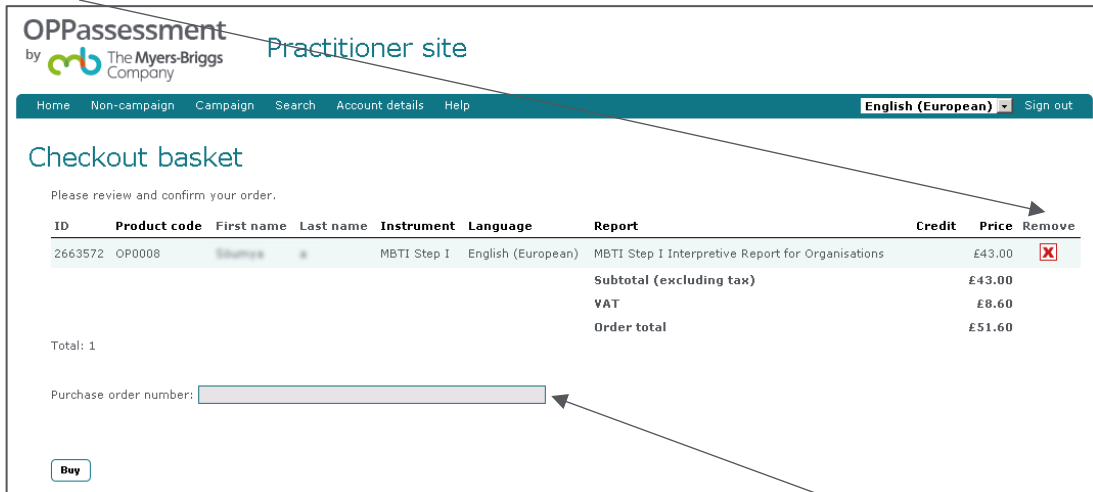 OPPassessment
by The Myers-Briggs Company
Practitioner site
Home Non-campaign Campaign Search Account details Help English (European) Sign out
Checkout basket
Please review and confirm your order.
ID Product code First name Last name Instrument Language Report Credit Price Remove
2663572 OP0008 MBTI Step I English (European) MBTI Step I Interpretive Report for Organisations £43.00 X
Subtotal (excluding tax) £43.00
VAT £8.60
Order total £51.60
Total: 1
Purchase order number:
Buy